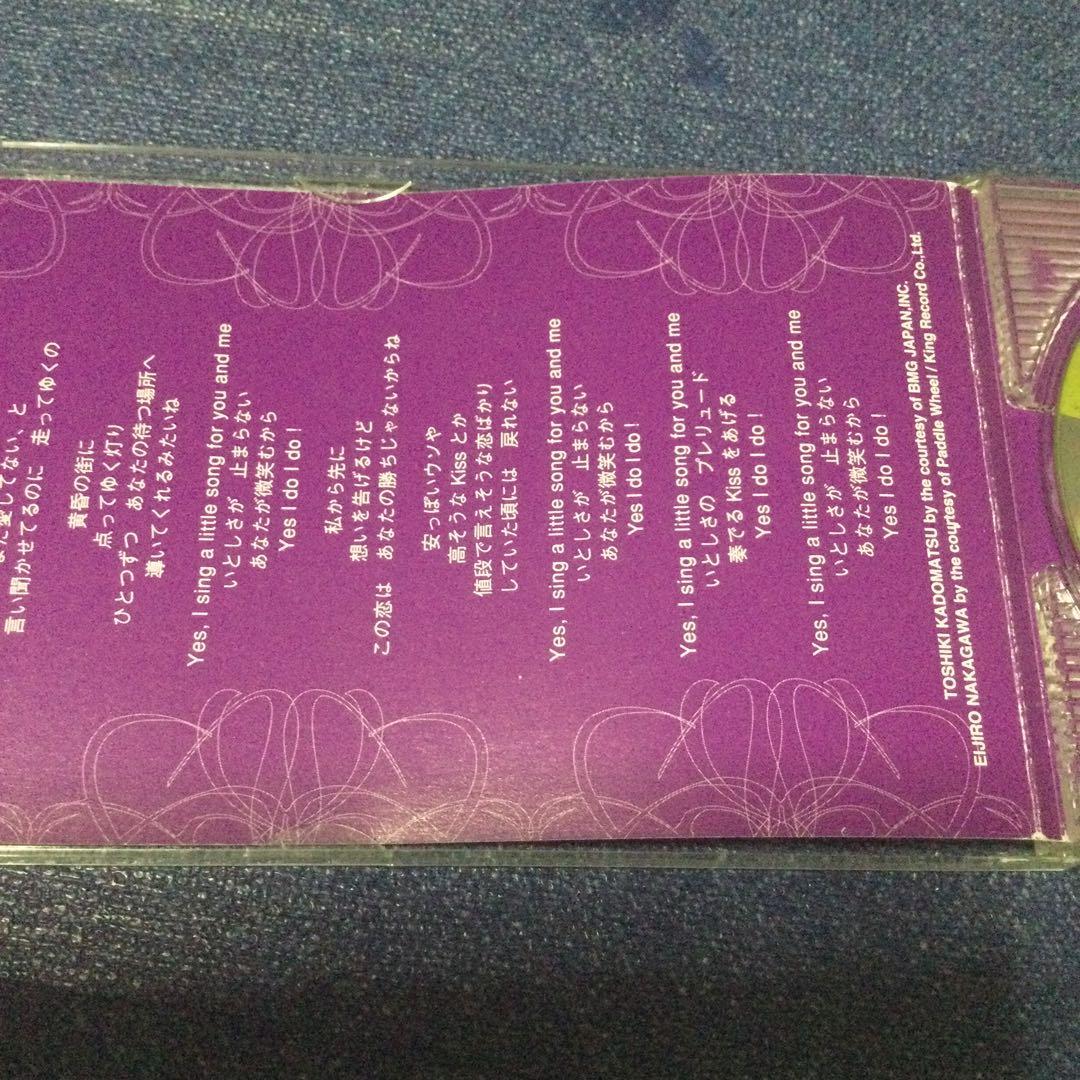 愛してない、と
言い聞かせてるのに 走ってゆくの
黄昏の街に
点ってゆく灯り
ひとつずつ あなたの待つ場所へ
導いてくれるみたいね
Yes, I sing a little song for you and me
いとしさが 止まらない
あなたが微笑むから
Yes I do I do !
私から先に
想いを告げるけど
この恋は あなたの勝ちじゃないからね
安っぽいウソや
高そうな Kiss とか
値段で言えそうな恋ばかり
していた頃には 戻れない
Yes, I sing a little song for you and me
いとしさが 止まらない
あなたが微笑むから
Yes I do I do !
Yes, I sing a little song for you and me
いとしさの プレリュード
奏でる Kiss をあげる
Yes I do I do !
Yes, I sing a little song for you and me
いとしさが 止まらない
あなたが微笑むから
Yes I do I do !
TOSHIKI KADOMATSU by the courtesy of BMG JAPAN,INC.
EIJIRO NAKAGAWA by the courtesy of Paddle Wheel / King Record Co.,Ltd.